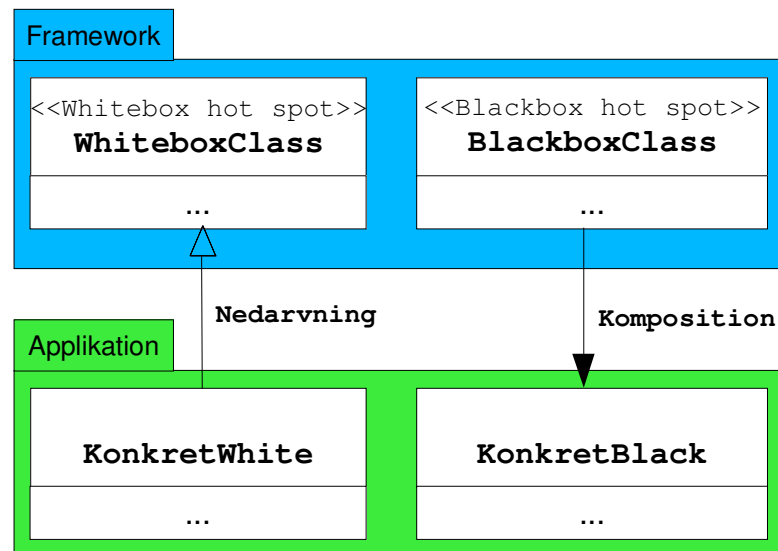 Framework
<<Whitebox hot spot>>
WhiteboxClass
...
<<Blackbox hot spot>>
BlackboxClass
...
Nedarvning
Komposition
Applikation
KonkretWhite
...
KonkretBlack
...